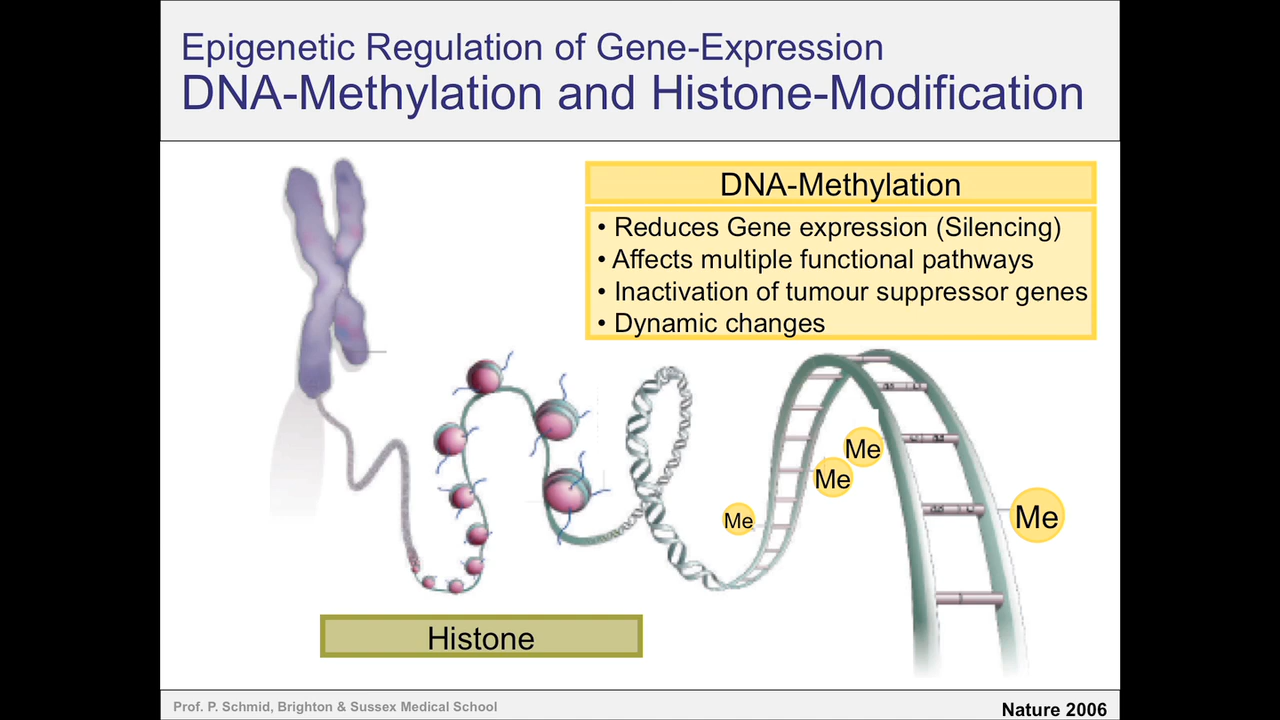 Epigenetic Regulation of Gene-Expression
DNA-Methylation and Histone-Modification
DNA-Methylation
• Reduces Gene expression (Silencing)
• Affects multiple functional pathways
• Inactivation of tumour suppressor genes
• Dynamic changes
Me
Me
Me
Me
Histone
Prof. P. Schmid, Brighton & Sussex Medical School
Nature 2006